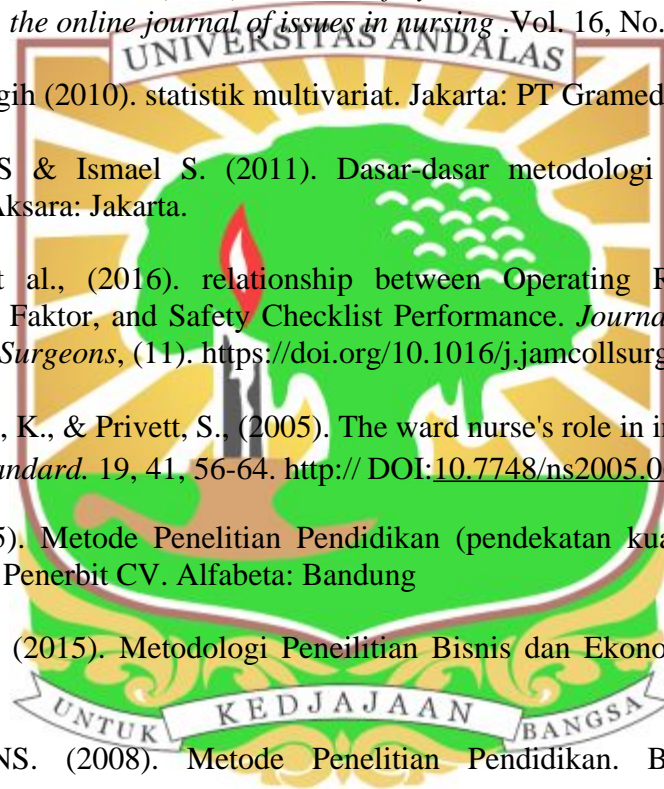 the online journal of issues in nursing .Vol. 16, No.
UNIVERSITAS ANDALAS
gih (2010). statistik multivariat. Jakarta: PT Gramed
S & Ismael S. (2011). Dasar-dasar metodologi
Aksara: Jakarta.
t al., (2016). relationship between Operating R
Faktor, and Safety Checklist Performance. Journa
Surgeons, (11). https://doi.org/10.1016/j.jamcollsurg
, K., & Privett, S., (2005). The ward nurse's role in i
ndard. 19, 41, 56-64. http:// DOI:10.7748/ns2005.0
5). Metode Penelitian Pendidikan (pendekatan kua
Penerbit CV. Alfabeta: Bandung
(2015). Metodologi Peneilitian Bisnis dan Ekono
UNTUK KEDJAJAAN BANGSA
NS. (2008). Metode Penelitian Pendidikan. B